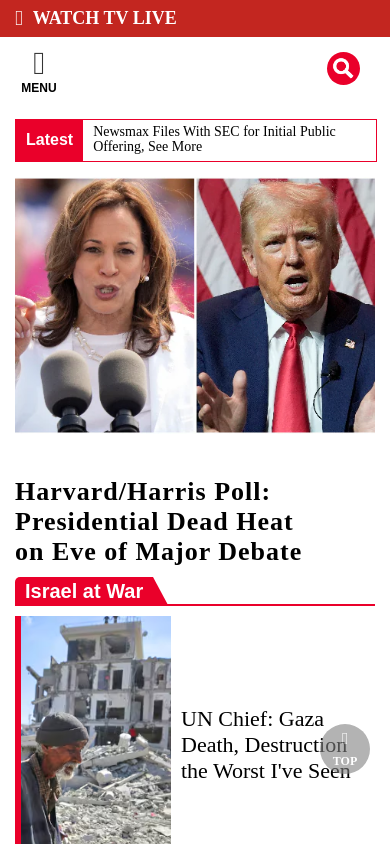 WATCH TV LIVE
MENU
Latest
Newsmax Files With SEC for Initial Public
Offering, See More
Harvard/Harris Poll:
Presidential Dead Heat
on Eve of Major Debate
Israel at War
UN Chief: Gaza
Death, Destruction
the Worst I've Seen
TOP